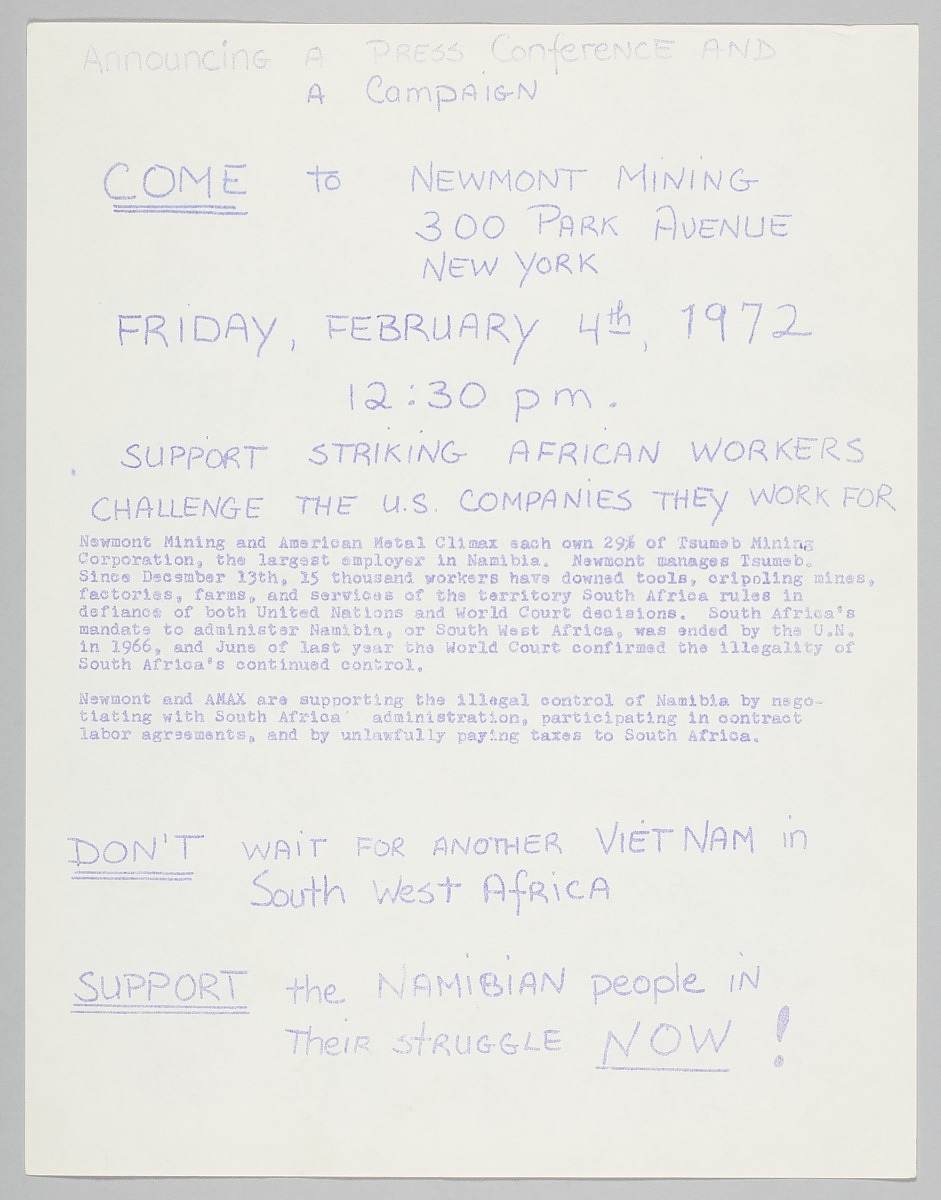 Announcing A PRESS Conference AND
A Campaign
COME to NEWMONT MINING
300 PARK AVENUE
NEW YORK
FRIDAY, FEBRUARY 4th, 1972
12:30 pm.
SUPPORT STRIKING AFRICAN WORKERS
CHALLENGE THE U.S. COMPANIES THEY WORK FOR
Newmont Mining and American Metal Climax each own 29% of Tsumeb Mining
Corporation, the largest employer in Namibia. Newmont manages Tsumeb.
Since December 13th, 15 thousand workers have downed tools, crippling mines,
factories, farms, and services of the territory South Africa rules in
defiance of both United Nations and World Court decisions. South Africa's
mandate to administer Namibia, or South West Africa, was ended by the U.N.
in 1966, and June of last year the World Court confirmed the illegality of
South Africa's continued control.
Newmont and AMAX are supporting the illegal control of Namibia by nego-
tiating with South Africa' administration, participating in contract
labor agreements, and by unlawfully paying taxes to South Africa.
DON'T WAIT FOR ANOTHER VIET NAM in
South West AfRICA
SUPPORT the NAMIBIAN people IN
Their STRUGGLE NOW!